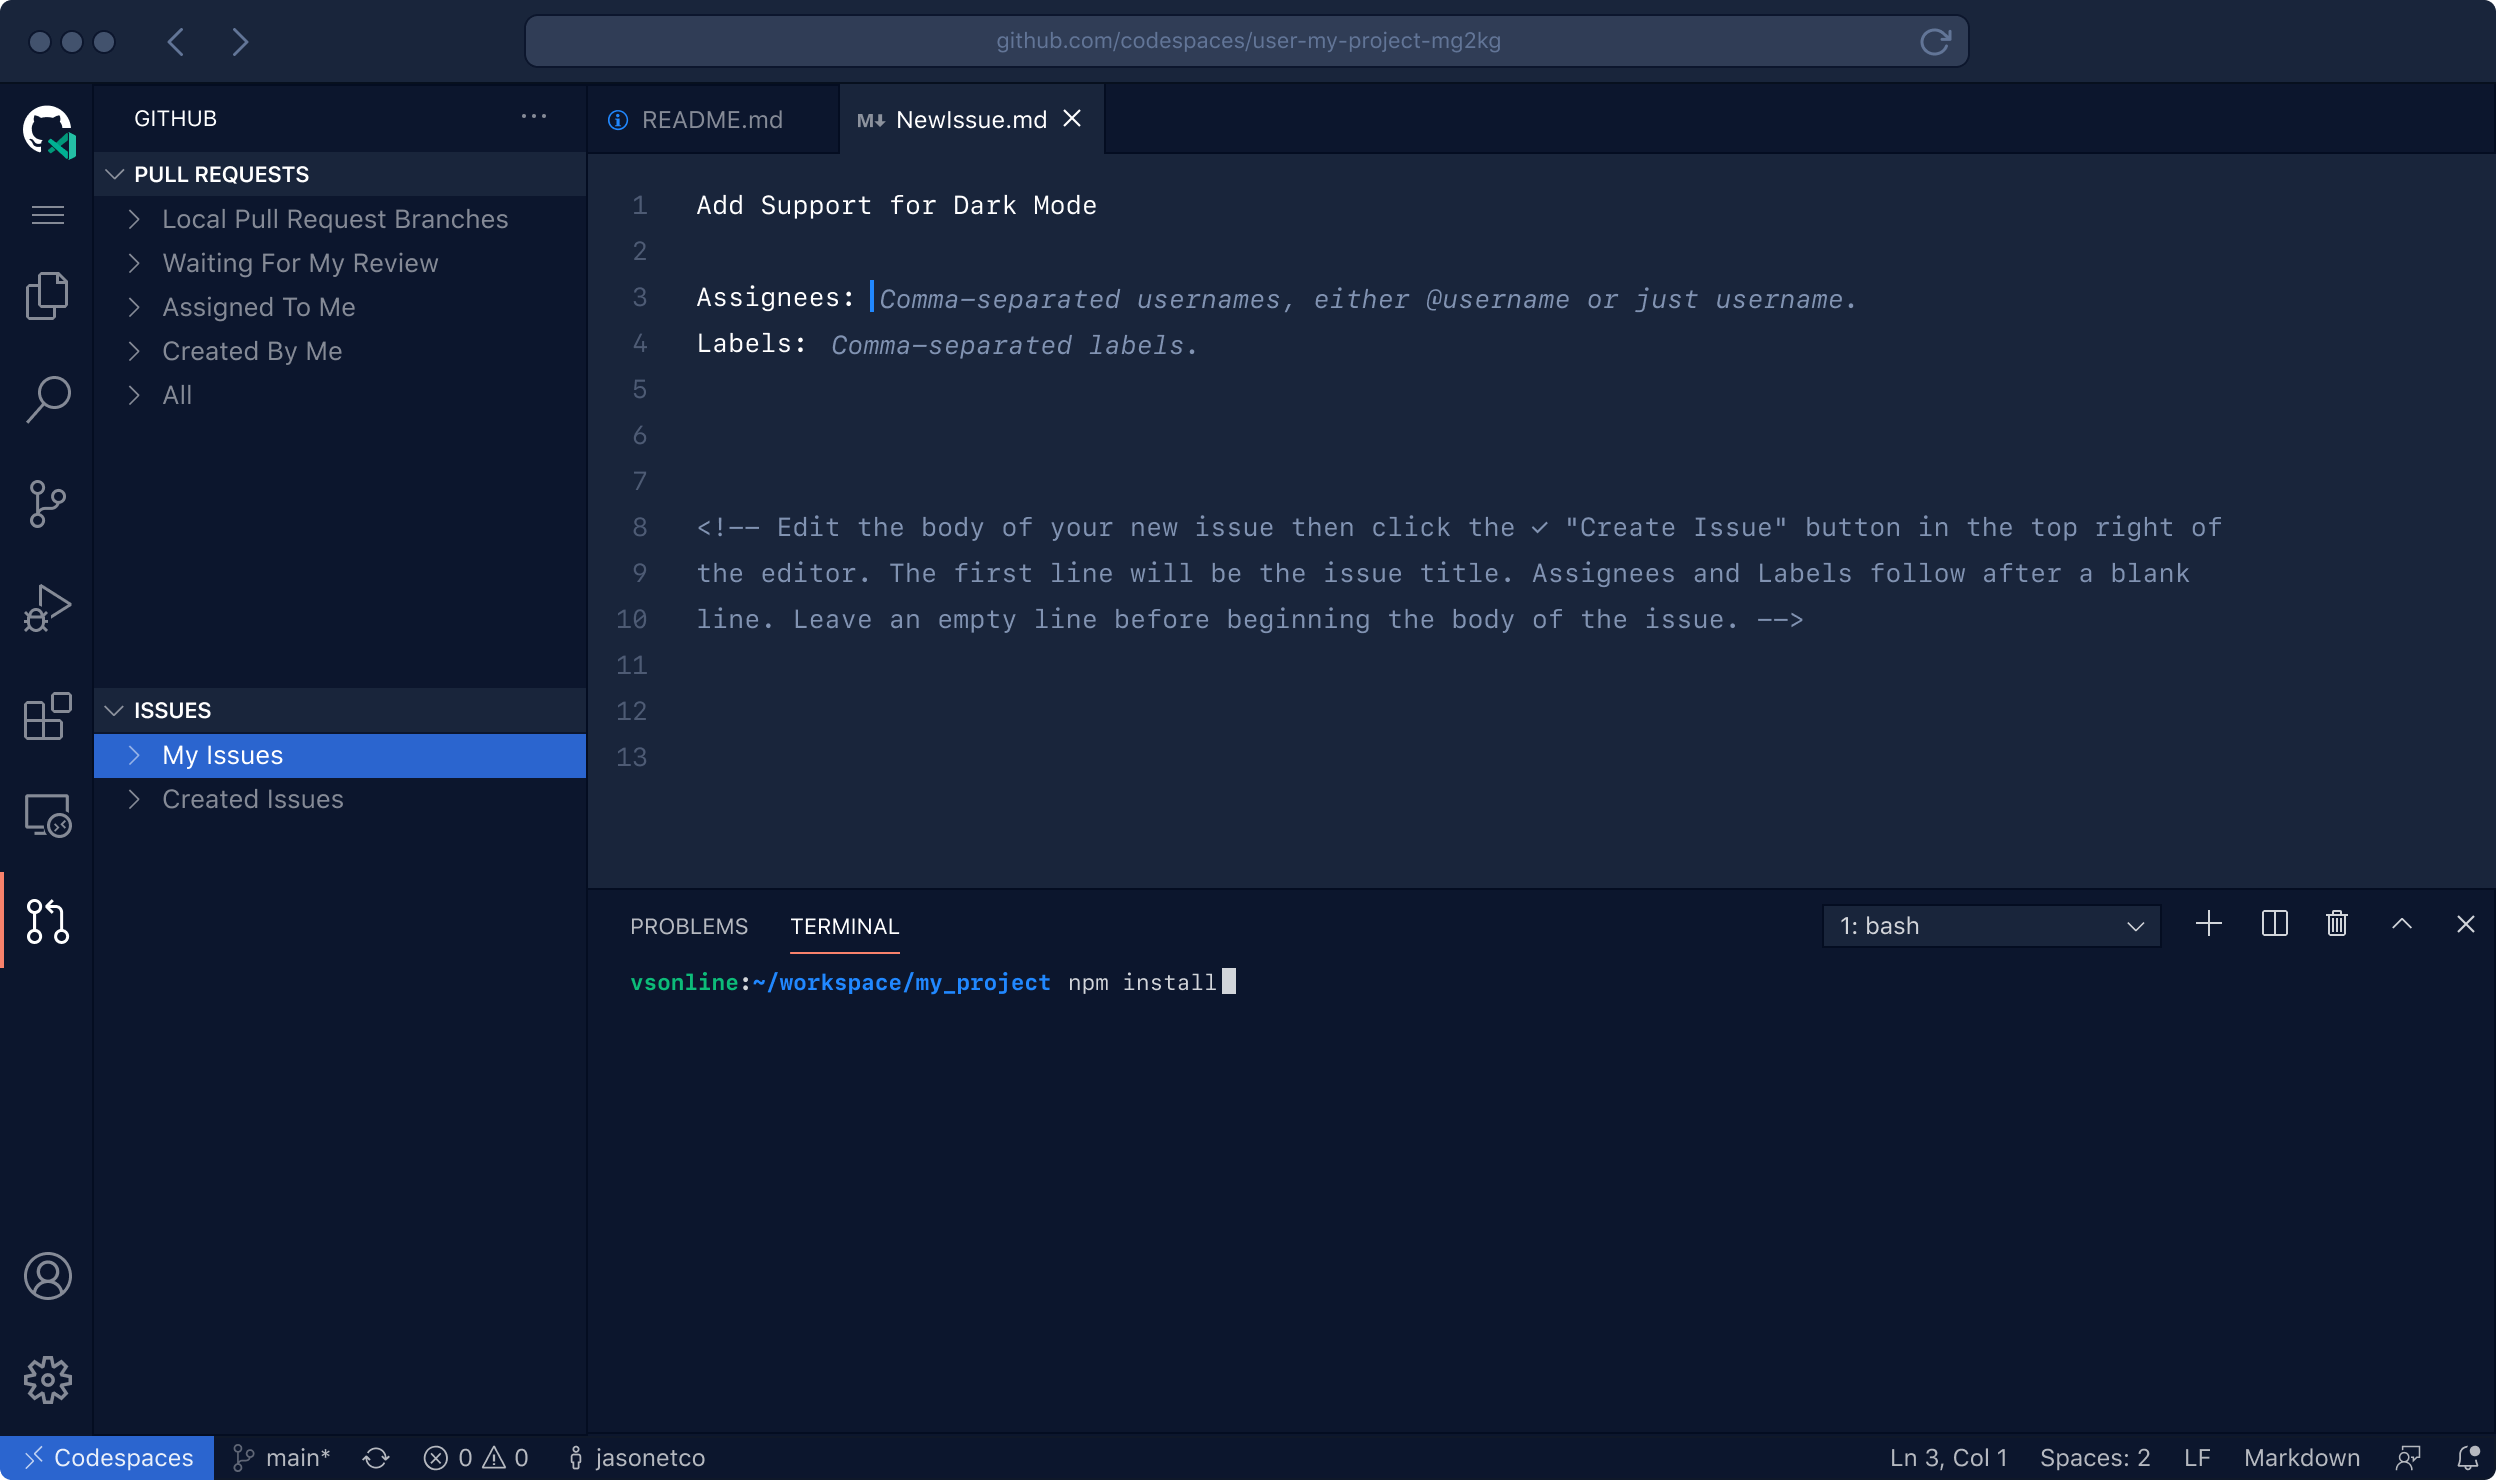 github.com/codespaces/user-my-project-mg2kg
GITHUB
PULL REQUESTS
Local Pull Request Branches
Waiting For My Review
Assigned To Me
Created By Me
All
ISSUES
My Issues
Created Issues
README.md
M NewIssue.md
1 Add Support for Dark Mode
2
3 Assignees: Comma-separated usernames, either @username or just username.
4 Labels: Comma-separated labels.
5
6
7
8 <!-- Edit the body of your new issue then click the ✓ "Create Issue" button in the top right of
9 the editor. The first line will be the issue title. Assignees and Labels follow after a blank
10 line. Leave an empty line before beginning the body of the issue. -->
11
12
13
PROBLEMS TERMINAL 1: bash
vsonline:~/workspace/my_project npm install
Codespaces main* 0 0 jasonetco Ln 3, Col 1 Spaces: 2 LF Markdown